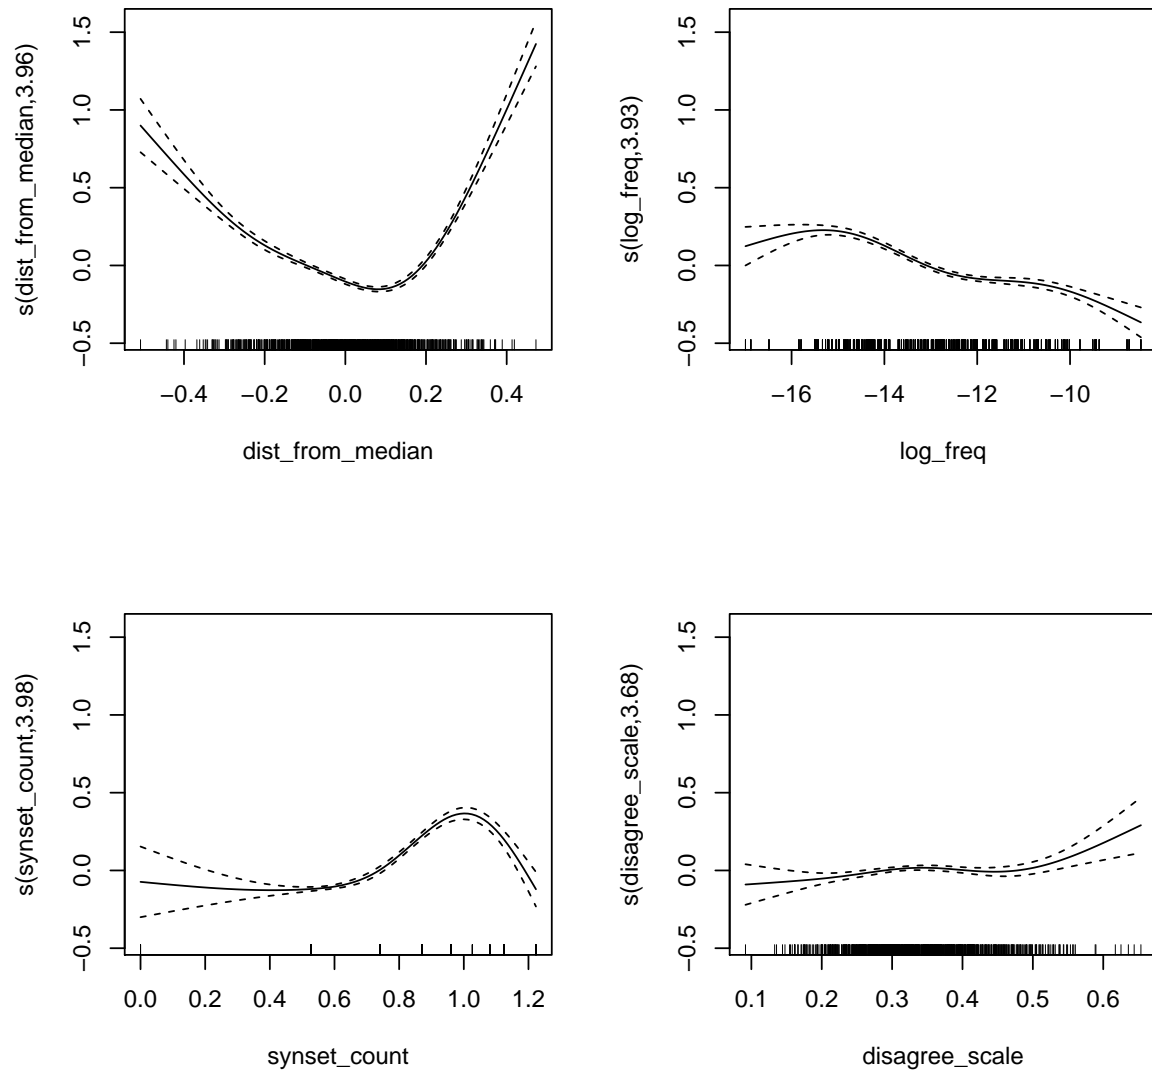 s(dist_from_median,3.96)
1.5
1.0
0.5
0.0
−0.5
−0.4 −0.2 0.0 0.2 0.4
dist_from_median
s(log_freq,3.93)
1.5
1.0
0.5
0.0
−0.5
−16 −14 −12 −10
log_freq
s(synset_count,3.98)
1.5
1.0
0.5
0.0
−0.5
0.0 0.2 0.4 0.6 0.8 1.0 1.2
synset_count
s(disagree_scale,3.68)
1.5
1.0
0.5
0.0
−0.5
0.1 0.2 0.3 0.4 0.5 0.6
disagree_scale